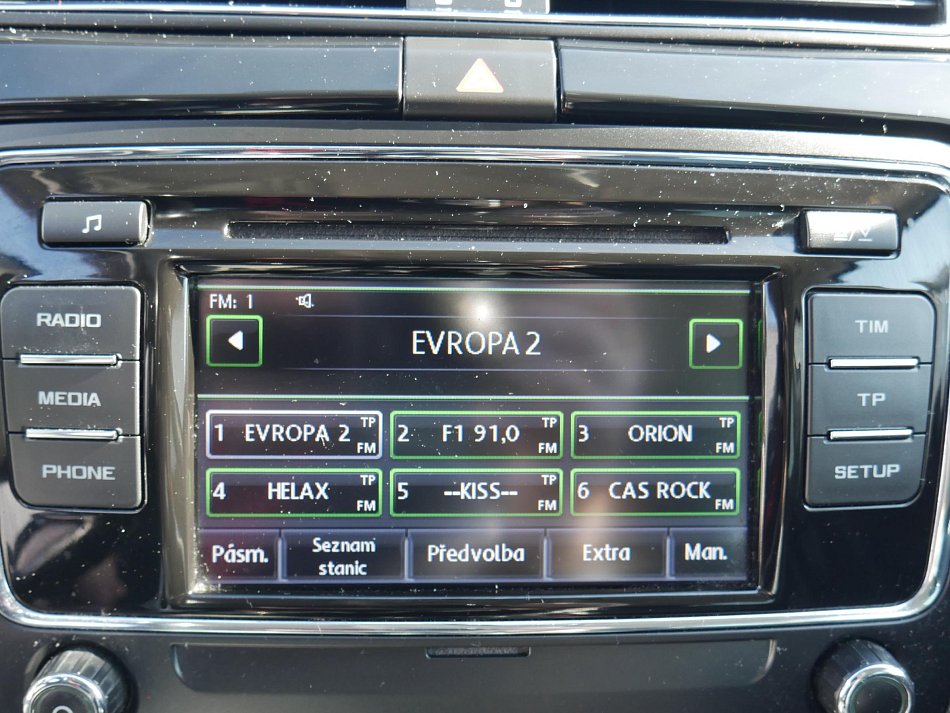 RADIO
MEDIA
PHONE
FM: 1
EVROPA 2
1 EVROPA 2 TP FM
2 F1 91,0 TP FM
3 ORION TP FM
4 HELAX TP FM
5 --KISS-- TP FM
6 CAS ROCK FM
Pásm.
Seznam
stanic
Předvolba
Extra
Man.
TIM
TP
SETUP